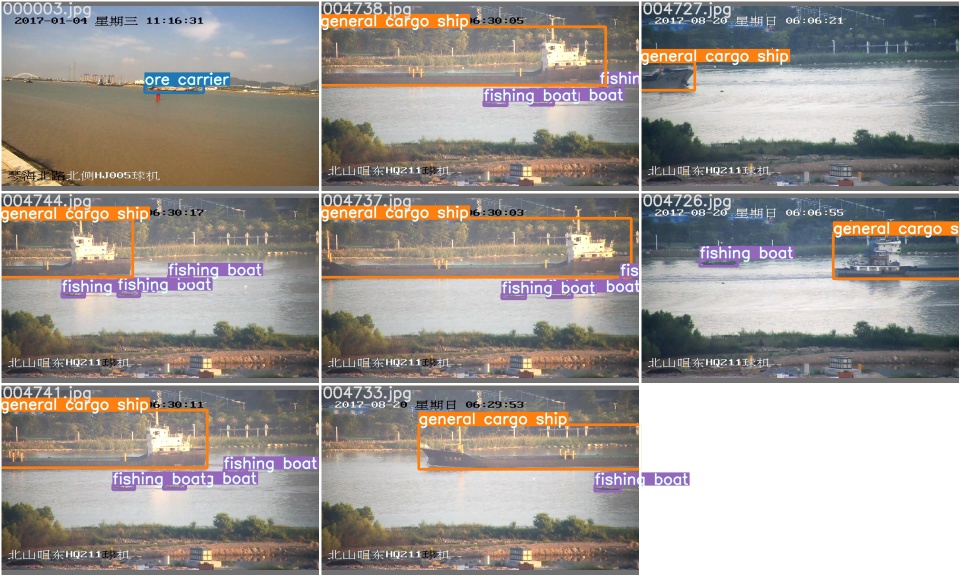 000003.jpg
2017-01-04 星期三 11:16:31
ore carrier
北侧HJ005球机
004738.jpg
general cargo ship
6:30:05
fishing boat
boat
北山咀东HQ211球机
004727.jpg
2017-08-20 星期日 06:06:21
general cargo ship
北山咀东HQ211球机
004744.jpg
general cargo ship
6:30:17
fishing boat
fishing boat
北山咀东HQ211球机
004737.jpg
general cargo ship
6:30:03
fishing boat
boat
北山咀东HQ211球机
004726.jpg
2017-08-20 星期日 06:06:55
general cargo s
fishing boat
北山咀东HQ211球机
004741.jpg
general cargo ship
6:30:11
fishing boat
fishing boat
boat
北山咀东HQ211球机
004733.jpg
2017-08-20 星期日 06:29:53
general cargo ship
fishing boat
北山咀东HQ211球机